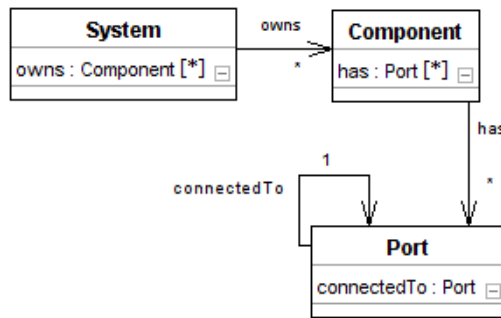 System
owns : Component [*]
owns
*
Component
has : Port [*]
has
*
1
connectedTo
Port
connectedTo : Port